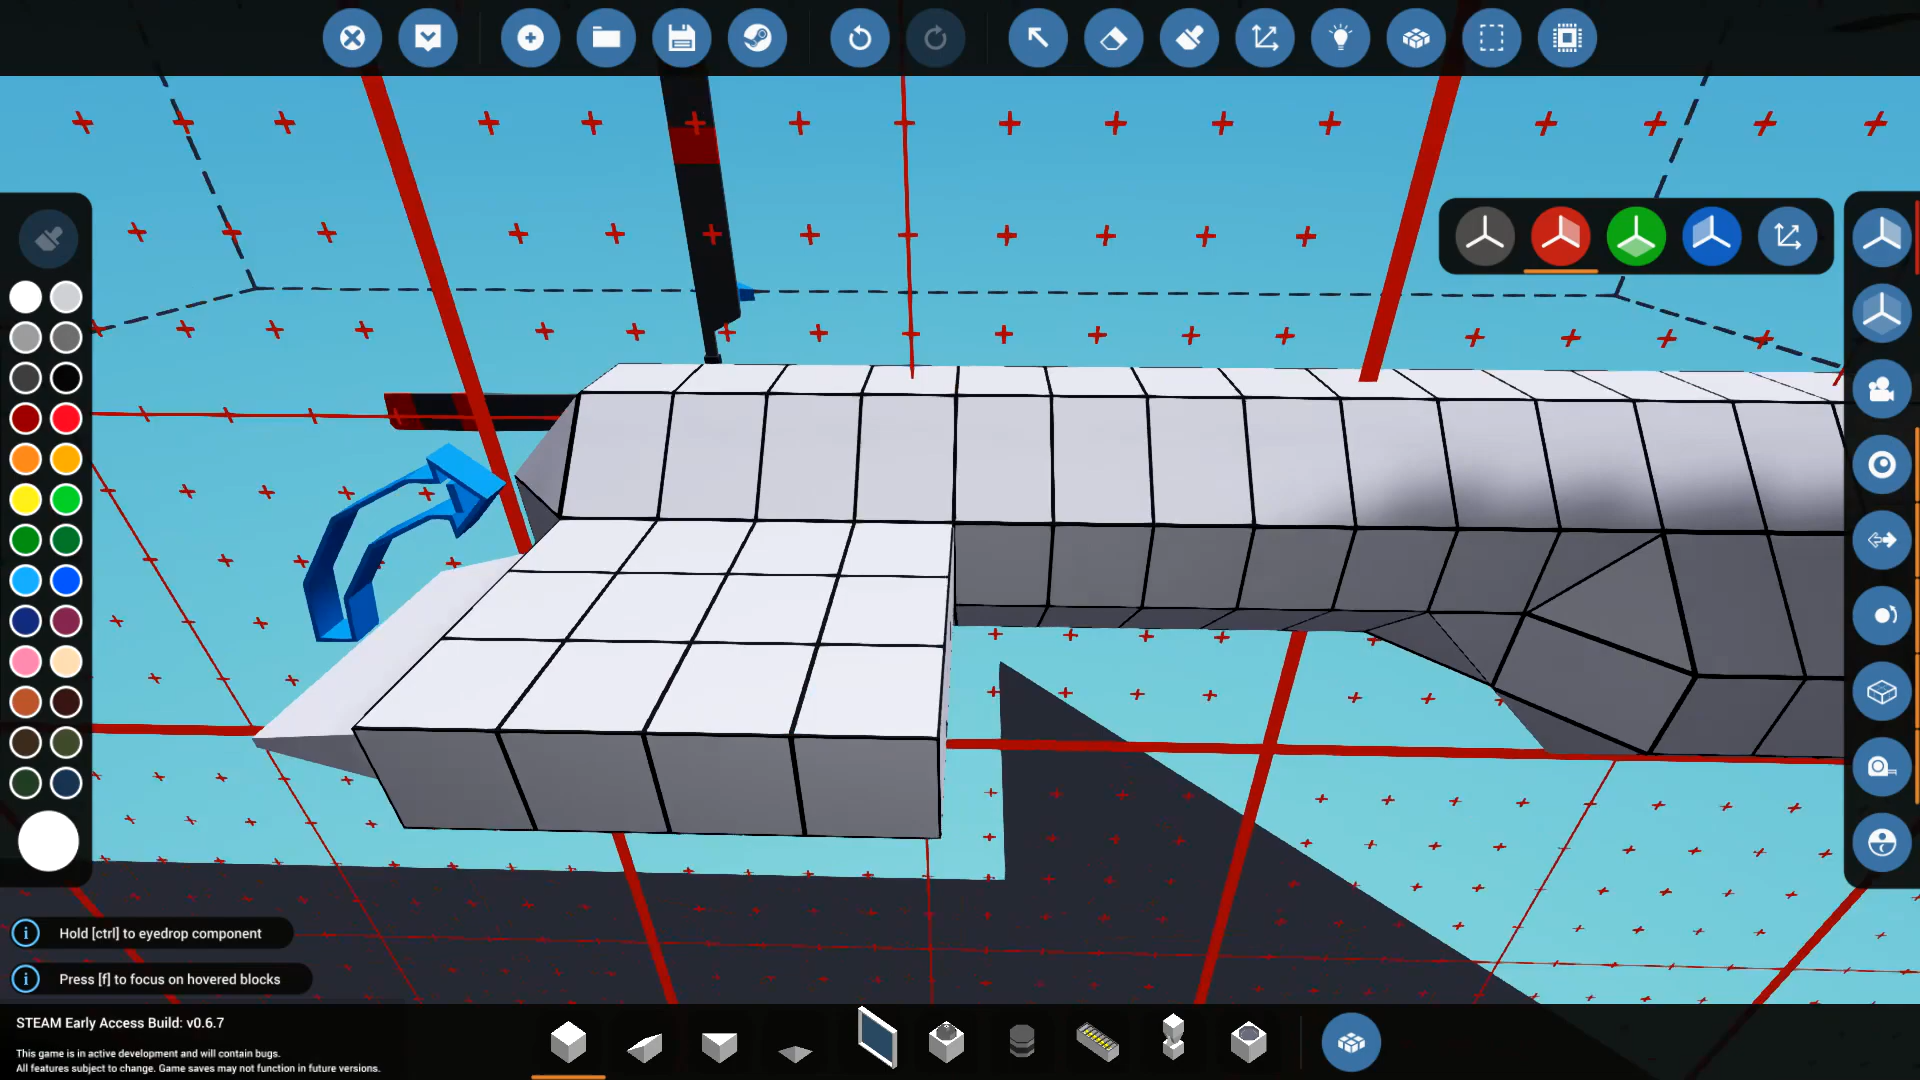 Hold [ctrl] to eyedrop component
Press [f] to focus on hovered blocks
STEAM Early Access Build: v0.6.7
This game is in active development and will contain bugs.
All features subject to change. Game saves may not function in future versions.